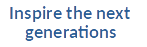 Inspire the next
generations